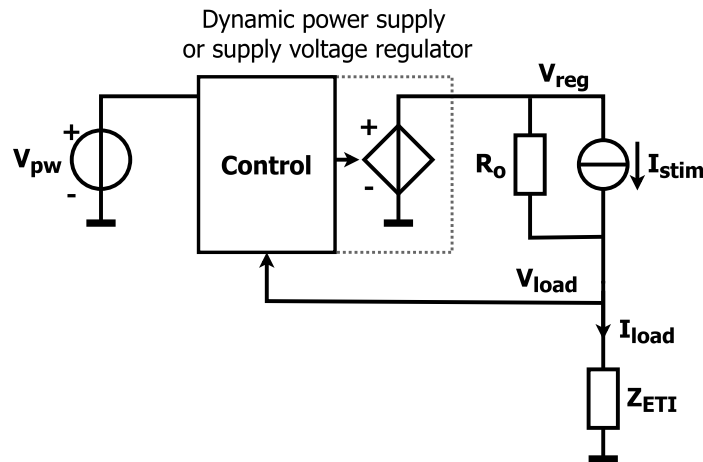 Dynamic power supply
or supply voltage regulator
V_reg
+
V_pw
-
Control
+
-
R_o
I_stim
V_load
I_load
Z_ETI